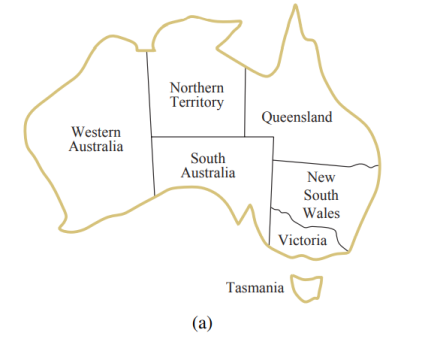 Northern
Territory
Queensland
Western
Australia
South
Australia
New
South
Wales
Victoria
Tasmania
(a)